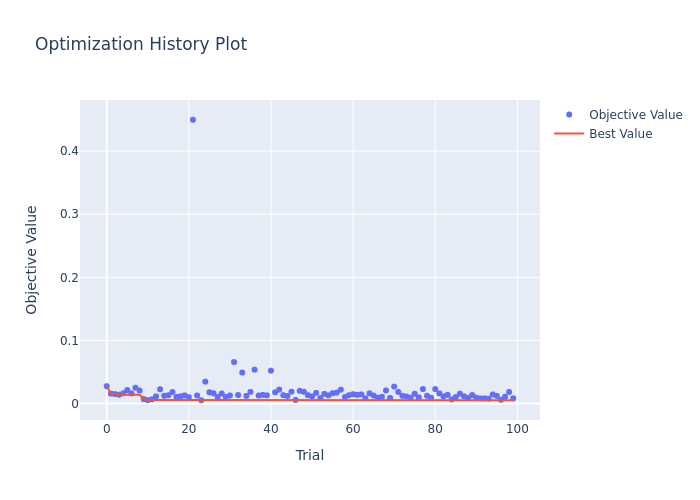 Optimization History Plot
Objective Value
Best Value
0.4
0.3
0.2
0.1
0
Objective Value
0
20
40
60
80
100
Trial